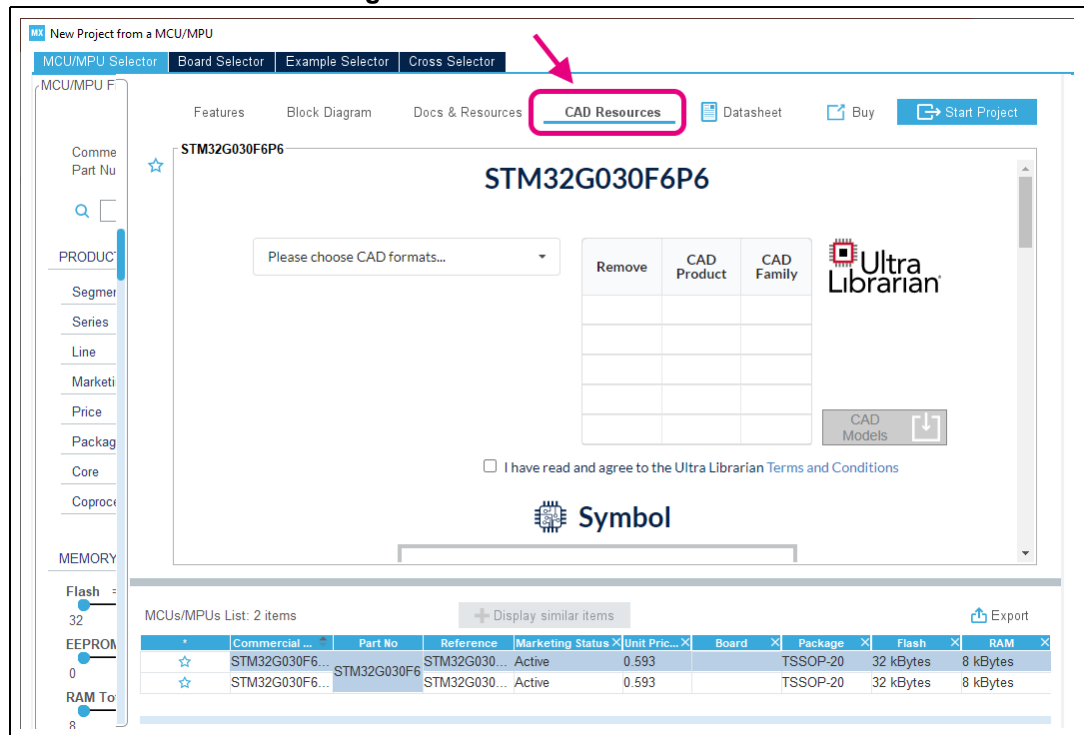 New Project from a MCU/MPU
MCU/MPU Selector Board Selector Example Selector Cross Selector
MCU/MPU F
Features Block Diagram Docs & Resources CAD Resources Datasheet Buy Start Project
Comme
Part Nu
STM32G030F6P6
STM32G030F6P6
PRODUC
Please choose CAD formats...
Remove CAD Product CAD Family
Ultra
Librarian
Segmen
Series
Line
Marketi
Price
Packag
Core
Coproce
CAD
Models
I have read and agree to the Ultra Librarian Terms and Conditions
Symbol
MEMORY
Flash =
32
EEPROM
0
RAM To
8
MCUs/MPUs List: 2 items Display similar items Export
* Commercial ... Part No Reference Marketing Status X Unit Pric... X Board X Package X Flash X RAM X
STM32G030F6... STM32G030F6 STM32G030... Active 0.593 TSSOP-20 32 kBytes 8 kBytes
STM32G030F6... STM32G030... Active 0.593 TSSOP-20 32 kBytes 8 kBytes